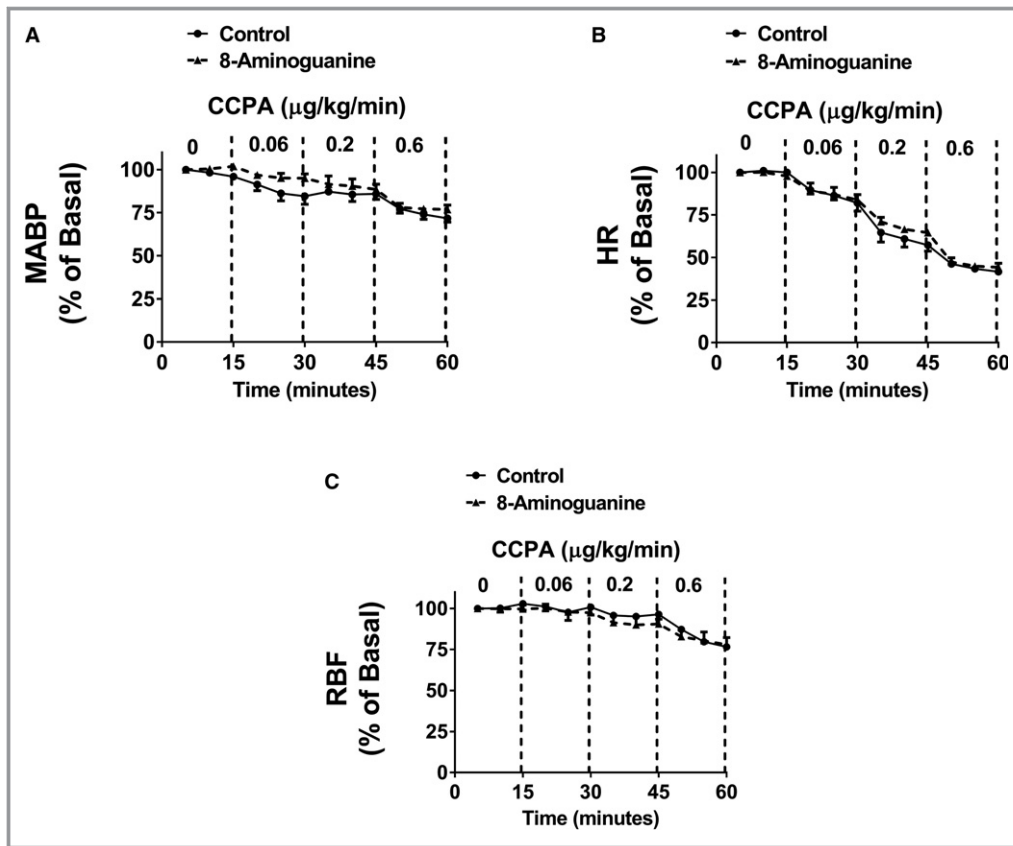 A
Control
8-Aminoguanine
CCPA (μg/kg/min)
0 0.06 0.2 0.6
100
75
50
25
0
MABP
(% of Basal)
0 15 30 45 60
Time (minutes)
B
Control
8-Aminoguanine
CCPA (μg/kg/min)
0 0.06 0.2 0.6
100
75
50
25
0
HR
(% of Basal)
0 15 30 45 60
Time (minutes)
C
Control
8-Aminoguanine
CCPA (μg/kg/min)
0 0.06 0.2 0.6
100
75
50
25
0
RBF
(% of Basal)
0 15 30 45 60
Time (minutes)